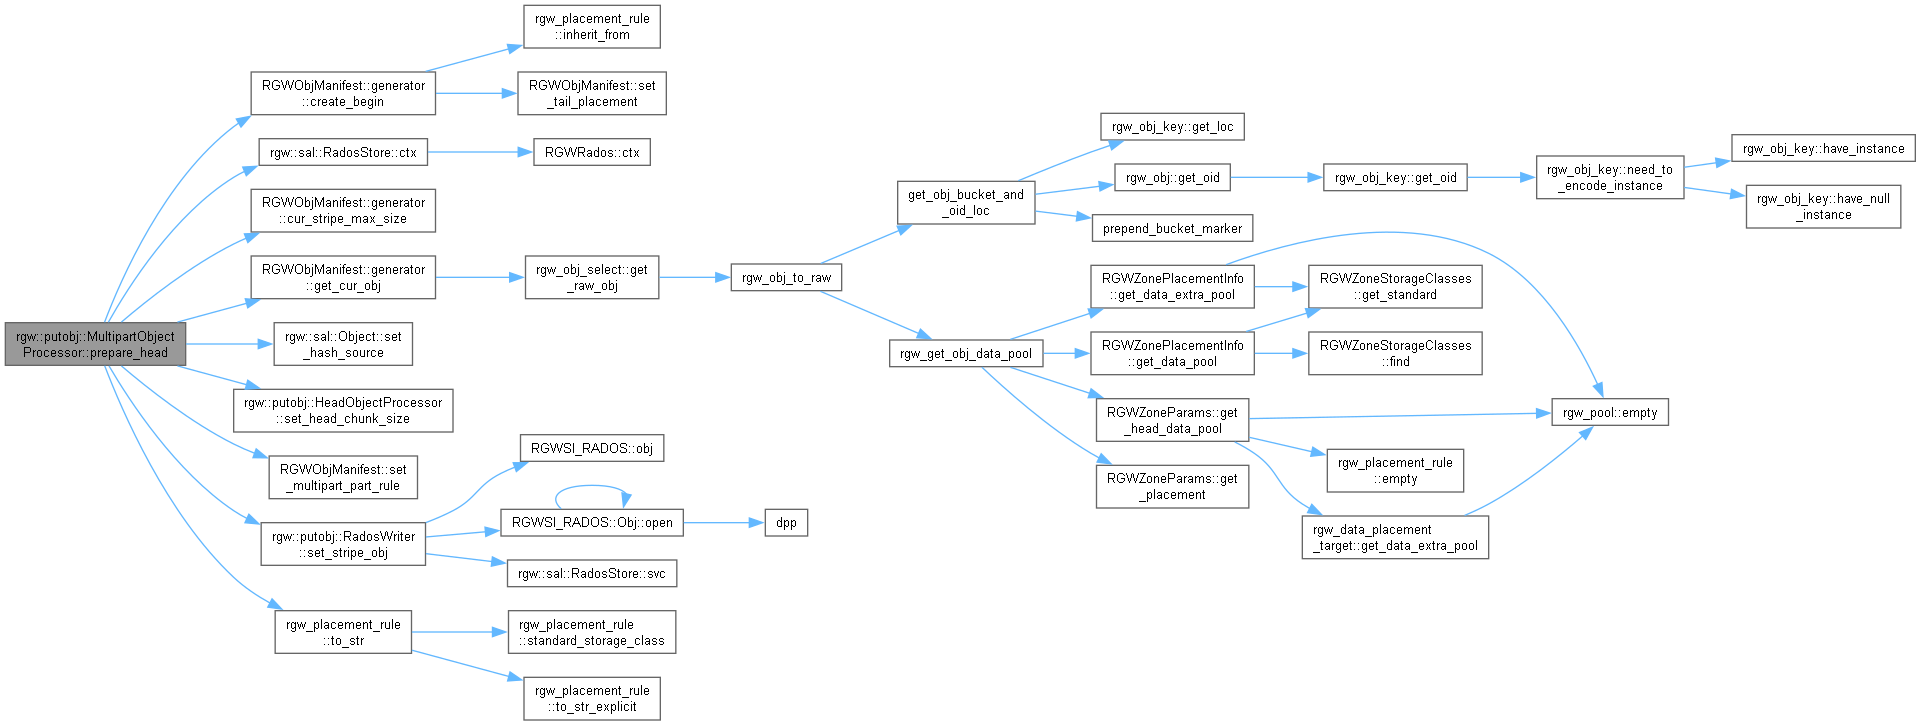 rgw::putobj::MultipartObject
Processor::prepare_head
RGWObjManifest::generator
::create_begin
rgw_placement_rule
::inherit_from
RGWObjManifest::set
_tail_placement
rgw::sal::RadosStore::ctx
RGWRados::ctx
RGWObjManifest::generator
::cur_stripe_max_size
RGWObjManifest::generator
::get_cur_obj
rgw_obj_select::get
_raw_obj
rgw_obj_to_raw
get_obj_bucket_and
_oid_loc
rgw_obj_key::get_loc
rgw_obj::get_oid
rgw_obj_key::get_oid
rgw_obj_key::need_to
_encode_instance
rgw_obj_key::have_instance
rgw_obj_key::have_null
_instance
prepend_bucket_marker
rgw_get_obj_data_pool
RGWZonePlacementInfo
::get_data_extra_pool
RGWZoneStorageClasses
::get_standard
RGWZonePlacementInfo
::get_data_pool
RGWZoneStorageClasses
::find
RGWZoneParams::get
_head_data_pool
rgw_pool::empty
rgw_placement_rule
::empty
rgw_data_placement
_target::get_data_extra_pool
RGWZoneParams::get
_placement
rgw::sal::Object::set
_hash_source
rgw::putobj::HeadObjectProcessor
::set_head_chunk_size
RGWObjManifest::set
_multipart_part_rule
rgw::putobj::RadosWriter
::set_stripe_obj
RGWSI_RADOS::obj
RGWSI_RADOS::Obj::open
dpp
rgw::sal::RadosStore::svc
rgw_placement_rule
::to_str
rgw_placement_rule
::standard_storage_class
rgw_placement_rule
::to_str_explicit